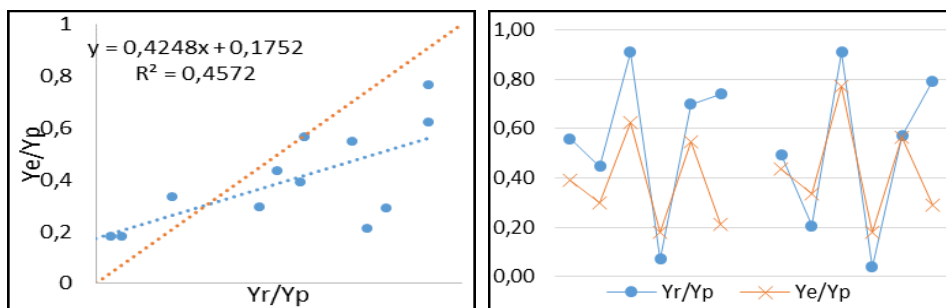 1
y = 0,4248x + 0,1752
R² = 0,4572
0,8
0,6
0,4
0,2
0
Ye/Yp
Yr/Yp
1,00
0,80
0,60
0,40
0,20
0,00
Yr/Yp
Ye/Yp